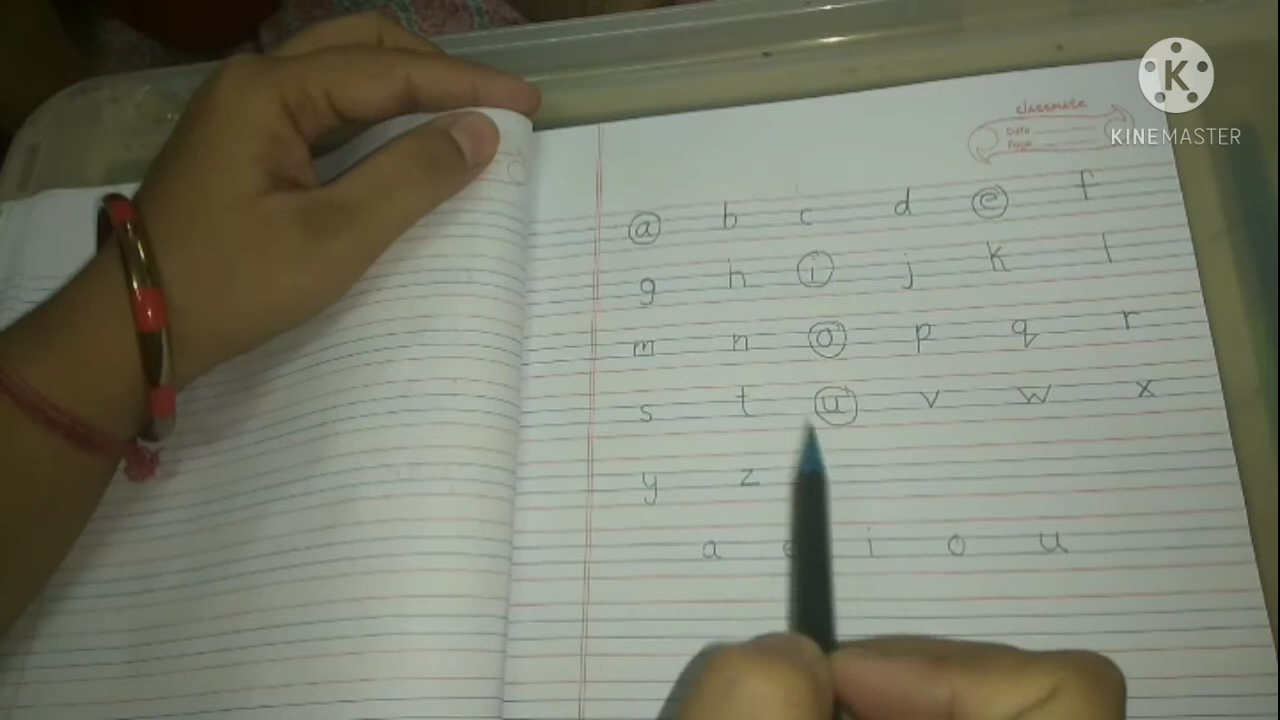 classmate
Date
Page
KINEMASTER
a b c d e f
g h i j k l
m n o p q r
s t u v w x
y z
a e i o u